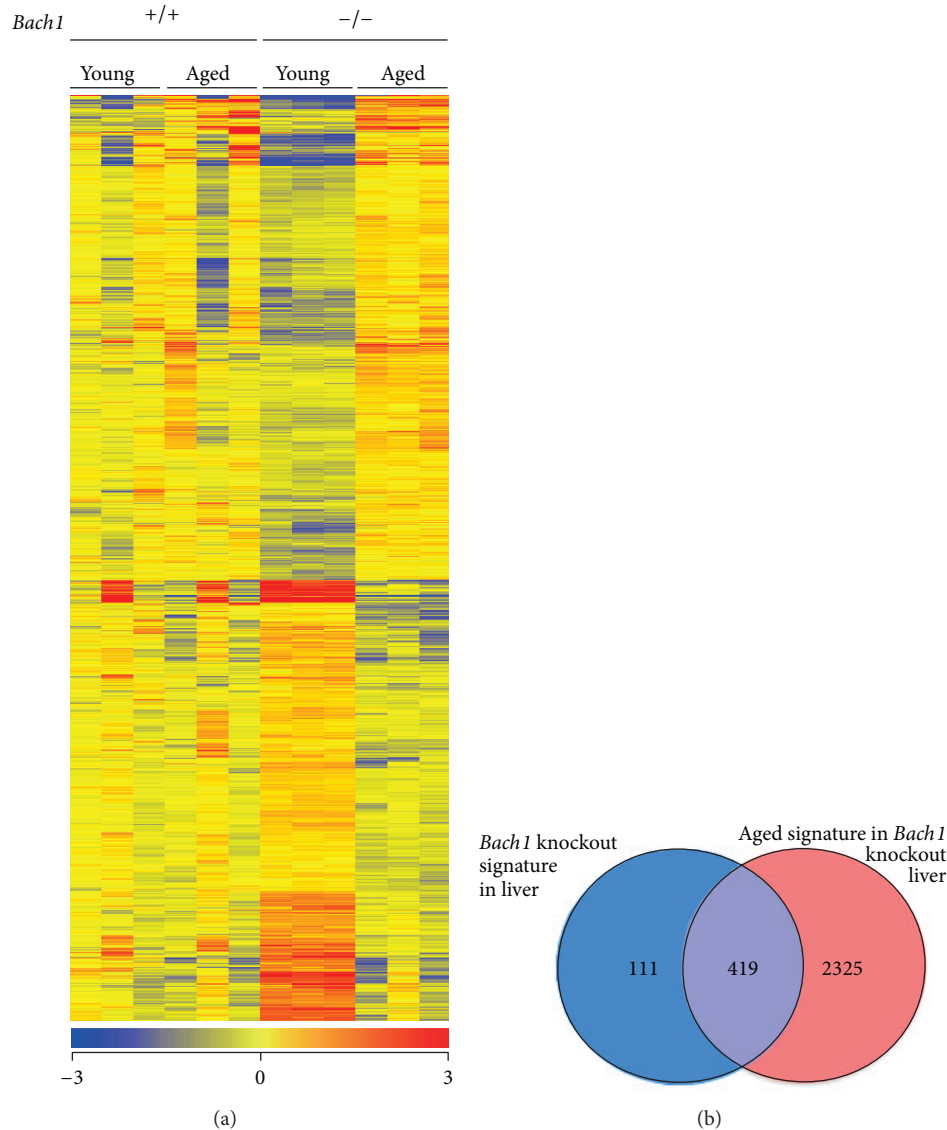 Bach1
+/+
−/−
Young
Aged
Young
Aged
−3
0
3
(a)
Bach1 knockout
signature
in liver
Aged signature in Bach1
knockout
liver
111
419
2325
(b)